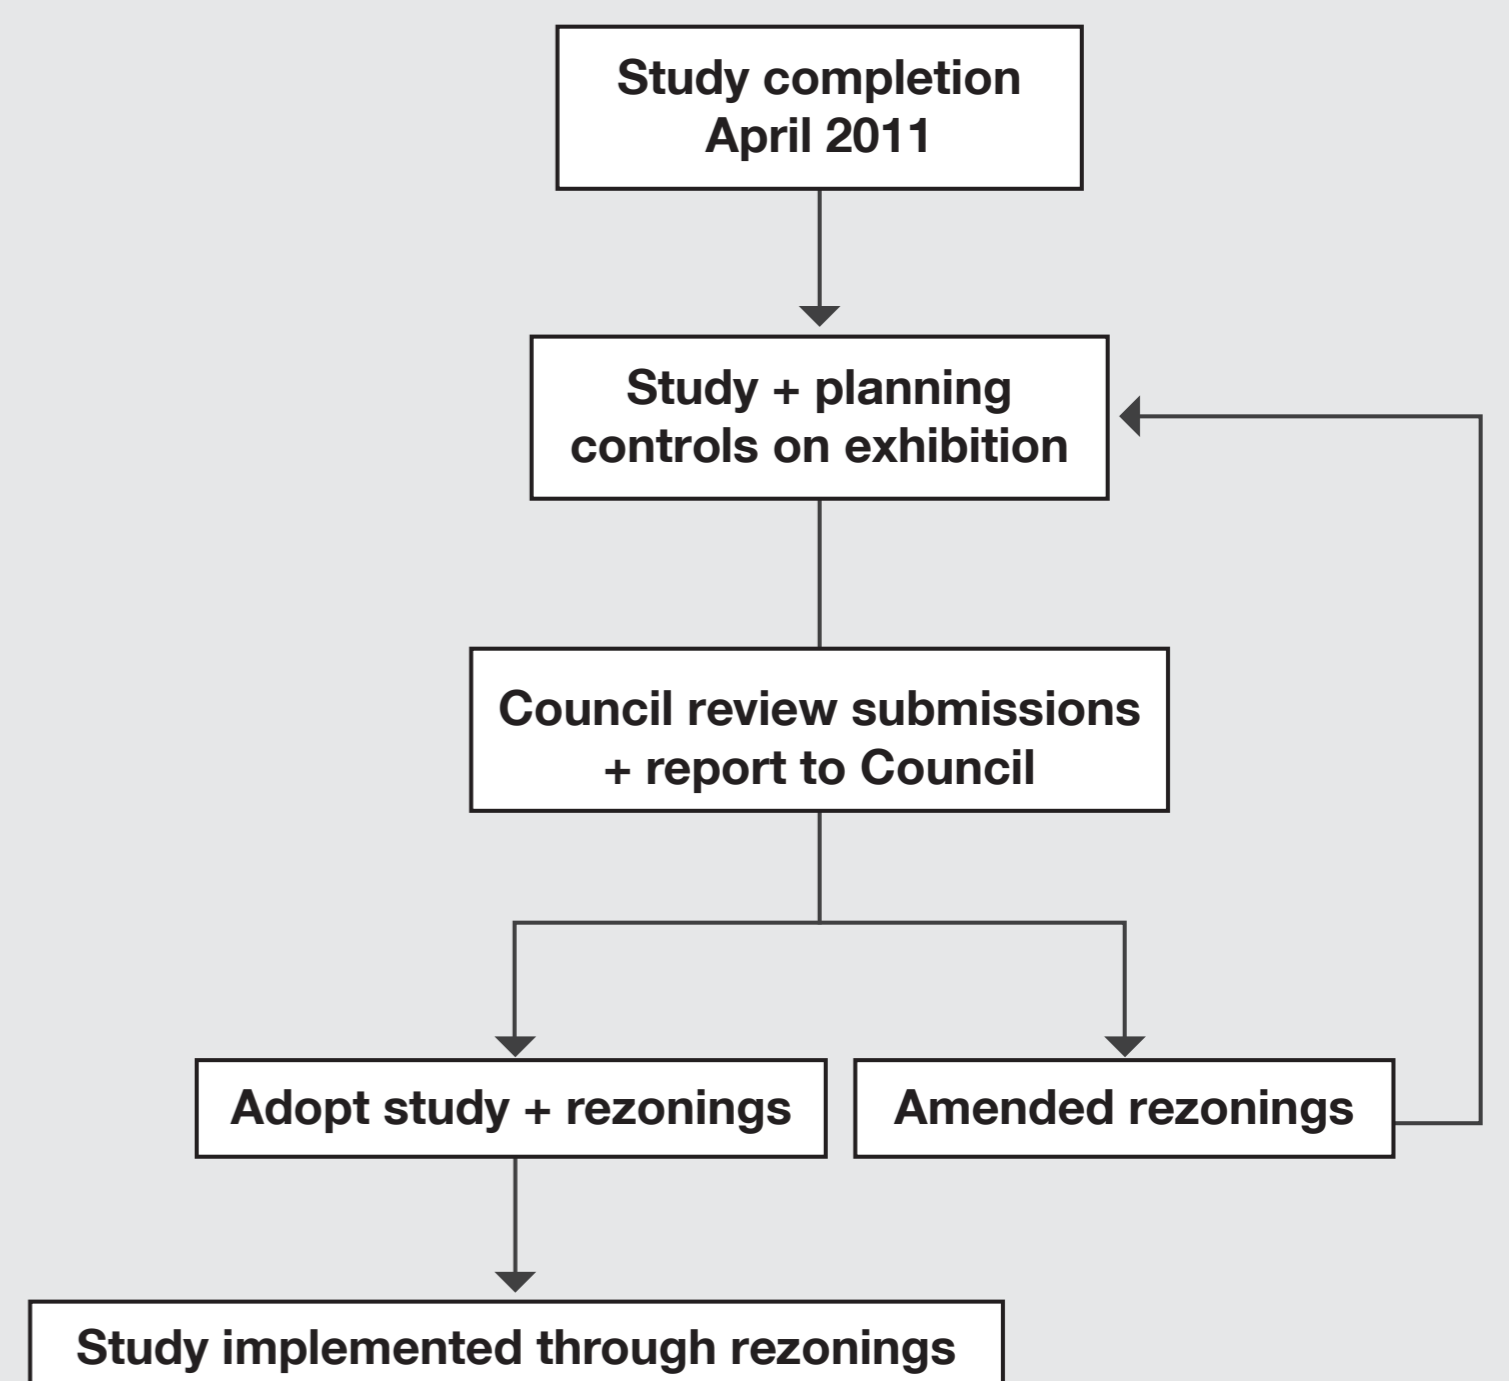 Study completion
April 2011
Study + planning
controls on exhibition
Council review submissions
+ report to Council
Adopt study + rezonings
Amended rezonings
Study implemented through rezonings